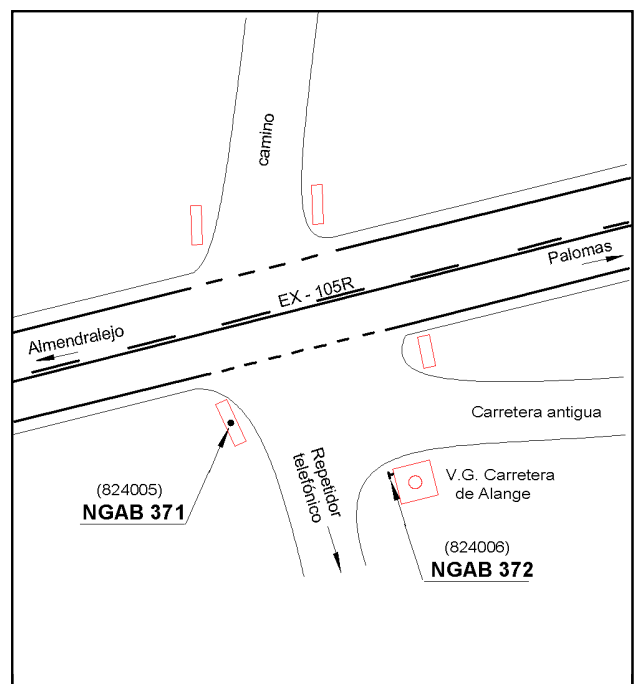 camino
Palomas
EX - 105R
Almendralejo
Carretera antigua
Repetidor
telefónico
V.G. Carretera
de Alange
(824005)
NGAB 371
(824006)
NGAB 372